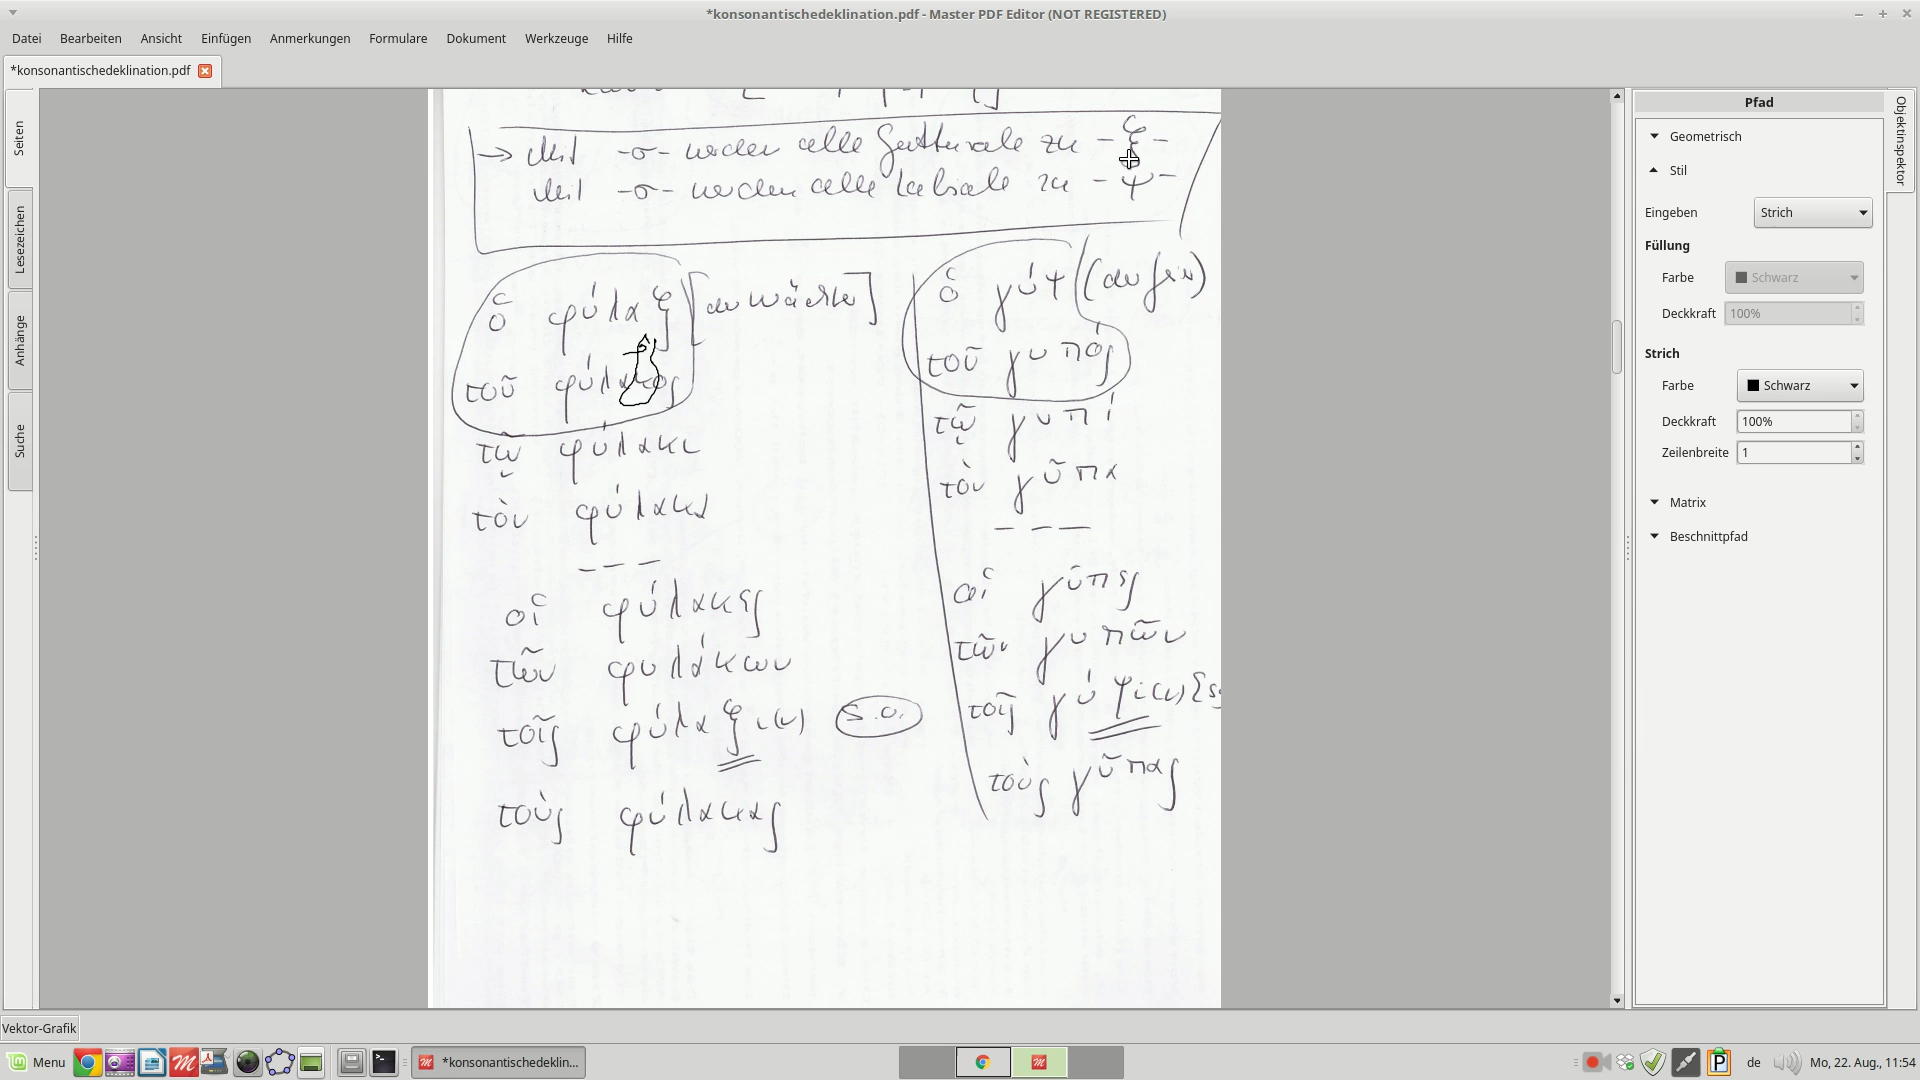 *konsonantischedeklination.pdf - Master PDF Editor (NOT REGISTERED)
Datei Bearbeiten Ansicht Einfügen Anmerkungen Formulare Dokument Werkzeuge Hilfe
*konsonantischedeklination.pdf
Seiten
Lesezeichen
Anhänge
Suche
→ Mit -σ- werden alle Gutturale zu -ξ-
Mit -σ- werden alle Labiale zu -ψ-
ὁ φύλαξ [der Wächter]
τοῦ φύλακος
τῷ φύλακι
τὸν φύλακα
---
οἱ φύλακες
τῶν φυλάκων
τοῖς φύλαξι(ν) s.o.
τοὺς φύλακας
ὁ γύψ (der
τοῦ γυπός
τῷ γυπί
τὸν γῦπα
---
οἱ γῦπες
τῶν γυπῶν
τοῖς γύψι(ν)
τοὺς γῦπας
Pfad
Geometrisch
Stil
Eingeben Strich
Füllung
Farbe Schwarz
Deckkraft 100%
Strich
Farbe Schwarz
Deckkraft 100%
Zeilenbreite 1
Matrix
Beschnittpfad
Objektinspektor
Vektor-Grafik
Menu *konsonantischedeklin... de Mo, 22. Aug., 11:54